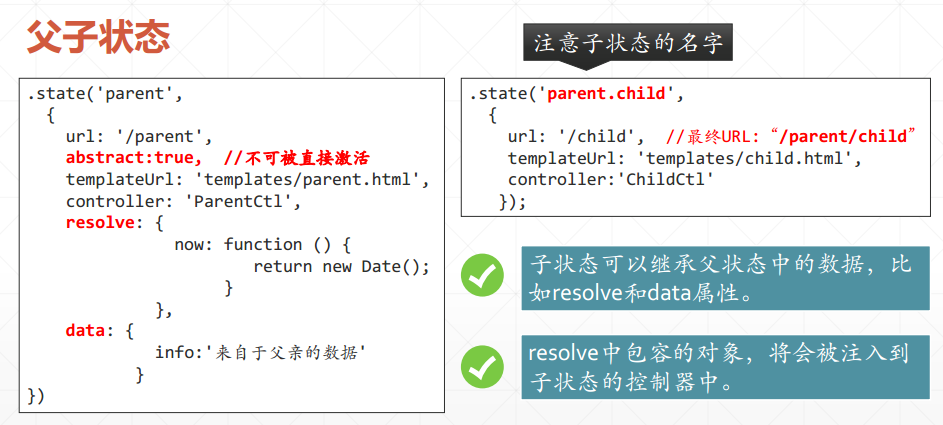 父子状态
注意子状态的名字
.state('parent',
{
url: '/parent',
abstract:true, //不可被直接激活
templateUrl: 'templates/parent.html',
controller: 'ParentCtl',
resolve: {
now: function () {
return new Date();
}
},
data: {
info:'来自于父亲的数据'
}
})
.state('parent.child',
{
url: '/child', //最终URL:“/parent/child”
templateUrl: 'templates/child.html',
controller:'ChildCtl'
});
子状态可以继承父状态中的数据，比
如resolve和data属性。
resolve中包容的对象，将会被注入到
子状态的控制器中。